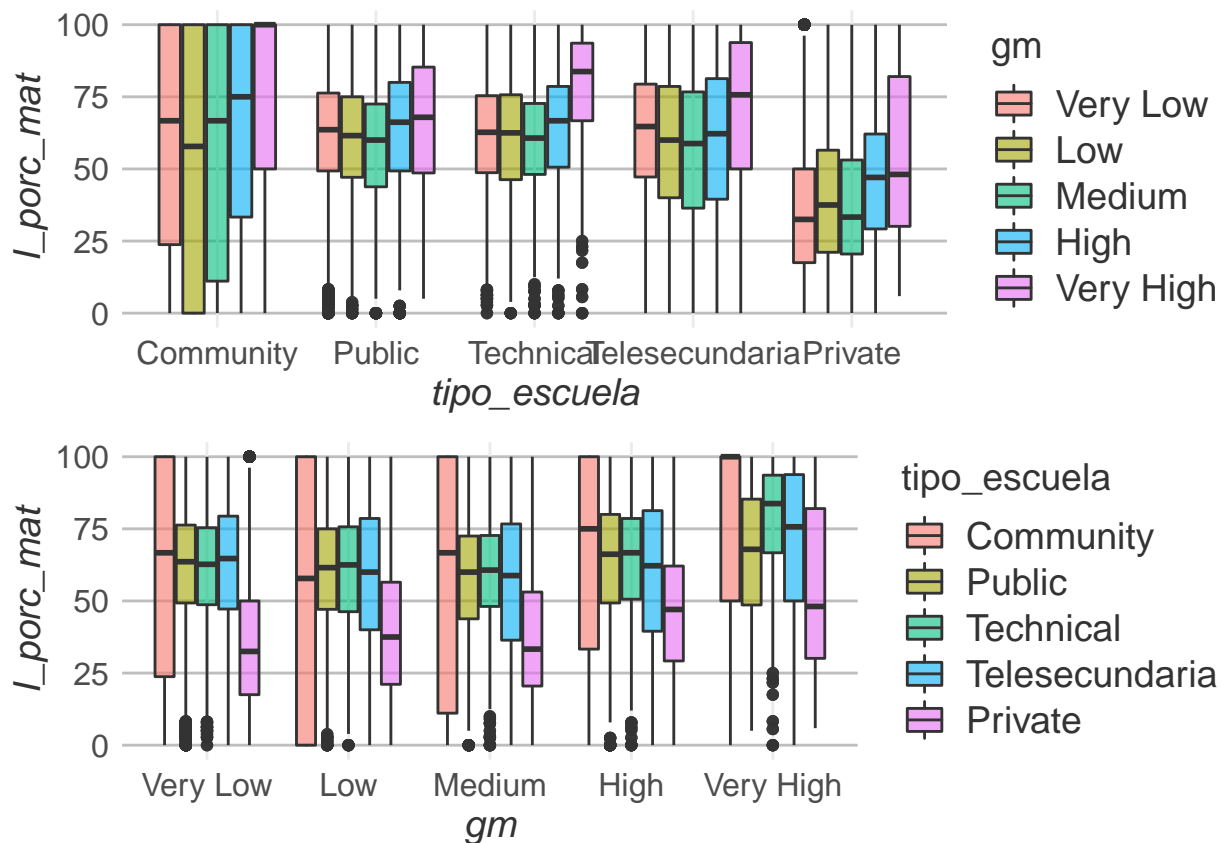 100
75
50
25
0
I_porc_mat
Community Public Technical Telesecundaria Private
tipo_escuela
gm
Very Low
Low
Medium
High
Very High
100
75
50
25
0
I_porc_mat
Very Low Low Medium High Very High
gm
tipo_escuela
Community
Public
Technical
Telesecundaria
Private